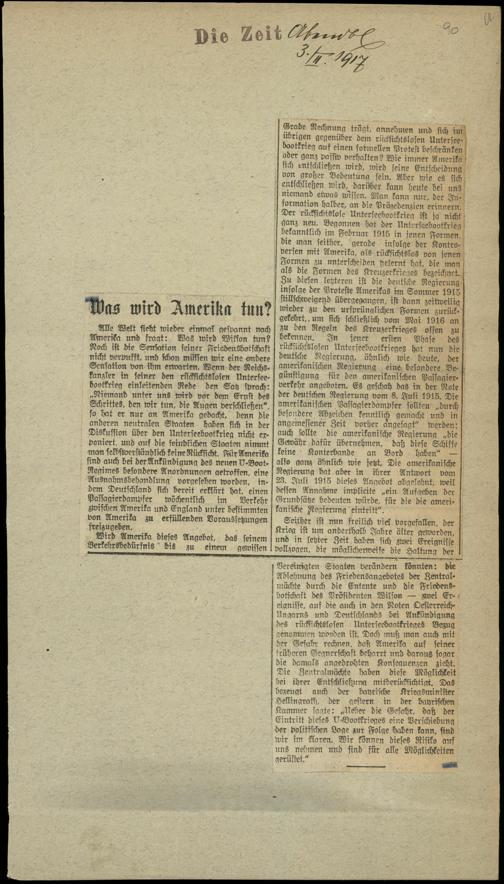 Die Zeit Abendbl
3./II. 1917
90
Was wird Amerika tun?
Alle Welt sieht wieder einmal gespannt nach
Amerika und fragt: Was wird Wilson tun?
Noch ist die Sensation seiner Friedensbotschaft
nicht verpufft, und schon müssen wir eine andere
Sensation von ihm erwarten. Wenn der Reichs-
kanzler in seiner den rücksichtslosen Untersee-
bootkrieg einleitenden Rede den Satz sprach:
„Niemand unter uns wird vor dem Ernst des
Schrittes, den wir tun, die Augen verschließen",
so hat er nur an Amerika gedacht, denn die
anderen neutralen Staaten haben sich in der
Diskussion über den Unterseebootkrieg nicht ex-
poniert, und auf die feindlichen Staaten nimmt
man selbstverständlich keine Rücksicht. Für Amerika
sind auch bei der Ankündigung des neuen U-Boot-
Regimes besondere Anordnungen getroffen, eine
Ausnahmsbehandlung vorgesehen worden, in-
dem Deutschland sich bereit erklärt hat, einen
Passagierdampfer wöchentlich im Verkehr
zwischen Amerika und England unter bestimmten
von Amerika zu erfüllenden Voraussetzungen
freizugeben.
Wird Amerika dieses Angebot, das seinem
Verkehrsbedürfnis bis zu einem gewissen
Grade Rechnung trägt, annehmen und sich im
übrigen gegenüber dem rücksichtslosen Untersee-
bootkrieg auf einen formellen Protest beschränken
oder ganz passiv verhalten? Wie immer Amerika
sich entschließen wird, wird seine Entscheidung
von großer Bedeutung sein. Aber wie es sich
entschließen wird, darüber kann heute bei uns
niemand etwas wissen. Man kann nur, der In-
formation halber, an die Präzedenzien erinnern.
Der rücksichtslose Unterseebootkrieg ist ja nicht
ganz neu. Begonnen hat der Unterseebootkrieg
bekanntlich im Februar 1915 in jenen Formen,
die man seither, gerade infolge der Kontro-
versen mit Amerika, als rücksichtslos von jenen
Formen zu unterscheiden gelernt hat, die man
als die Formen des Kreuzerkrieges bezeichnet.
Zu diesen letzteren ist die deutsche Regierung
infolge der Proteste Amerikas im Sommer 1915
stillschweigend übergegangen, ist dann zeitweilig
wieder zu den ursprünglichen Formen zurück-
gekehrt, um sich schließlich vom Mai 1916 an
zu den Regeln des Kreuzerkrieges offen zu
bekennen. In jener ersten Phase des
rücksichtslosen Unterseebootkrieges hat nun die
deutsche Regierung, ähnlich wie heute, der
amerikanischen Regierung eine besondere Be-
günstigung für den amerikanischen Passagier-
verkehr angeboten. Es geschah das in der Note
der deutschen Regierung vom 8. Juli 1915. Die
amerikanischen Passagierdampfer sollten „durch
besondere Abzeichen kenntlich gemacht und in
angemessener Zeit vorher angesagt" werden;
auch sollte die amerikanische Regierung „die
Gewähr dafür übernehmen, daß diese Schiffe
keine Konterbande an Bord haben" —
also ganz ähnlich wie jetzt. Die amerikanische
Regierung hat aber in ihrer Antwort vom
23. Juli 1915 dieses Angebot abgelehnt, weil
dessen Annahme implicite „ein Aufgeben der
Grundsätze bedeuten würde, für die die ameri-
kanische Regierung eintritt".
Seither ist nun freilich viel vorgefallen, der
Krieg ist um anderthalb Jahre älter geworden,
und in letzter Zeit haben sich zwei Ereignisse
vollzogen, die möglicherweise die Haltung der
Vereinigten Staaten verändern könnten: die
Ablehnung des Friedensangebotes der Zentral-
mächte durch die Entente und die Friedens-
botschaft des Präsidenten Wilson — zwei Er-
eignisse, auf die auch in den Noten Oesterreich-
Ungarns und Deutschlands bei Ankündigung
des rücksichtslosen Unterseebootkrieges Bezug
genommen worden ist. Doch muß man auch mit
der Gefahr rechnen, daß Amerika auf seiner
früheren Gegnerschaft beharrt und daraus sogar
die damals angedrohten Konsequenzen zieht.
Die Zentralmächte haben diese Möglichkeit
bei ihrer Entschließung mitberücksichtigt. Das
bezeugt auch der bayrische Kriegsminister
Hellingrath, der gestern in der bayrischen
Kammer sagte: „Ueber die Gefahr, daß der
Eintritt dieses U-Bootkrieges eine Verschiebung
der politischen Lage zur Folge haben kann, sind
wir im klaren. Wir können dieses Risiko auf
uns nehmen und sind für alle Möglichkeiten
gerüstet."